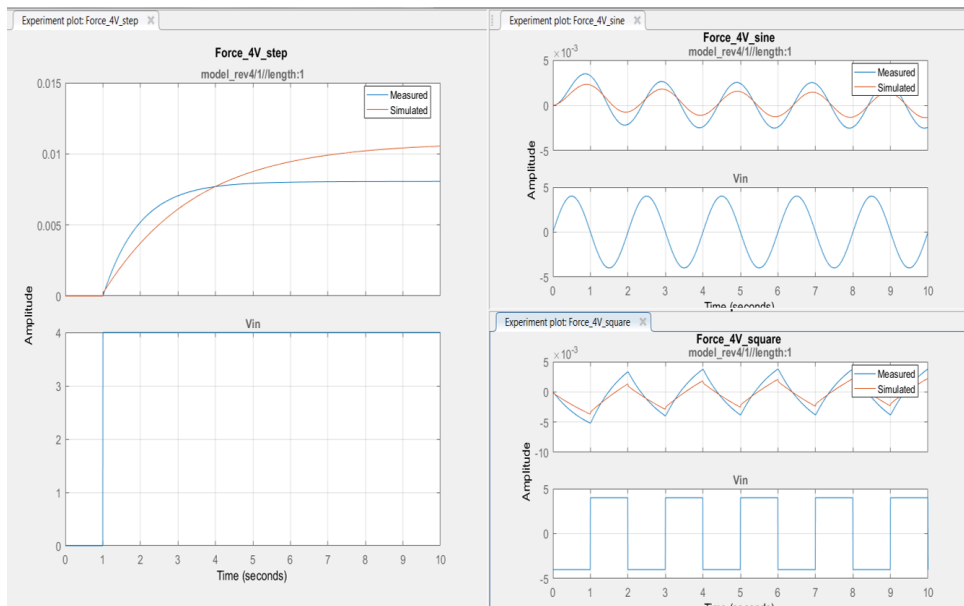 Experiment plot: Force_4V_step ×
Force_4V_step
model_rev4/1//length:1
Measured
Simulated
0.015
0.01
0.005
0
Amplitude
Vin
4
3
2
1
0
0 1 2 3 4 5 6 7 8 9 10
Time (seconds)
Experiment plot: Force_4V_sine ×
Force_4V_sine
model_rev4/1//length:1
×10⁻³
Measured
Simulated
5
0
-5
Amplitude
Vin
5
0
-5
0 1 2 3 4 5 6 7 8 9 10
Time (seconds)
Experiment plot: Force_4V_square ×
Force_4V_square
model_rev4/1//length:1
×10⁻³
Measured
Simulated
5
0
-5
-10
Amplitude
Vin
5
0
-5
0 1 2 3 4 5 6 7 8 9 10
Time (seconds)